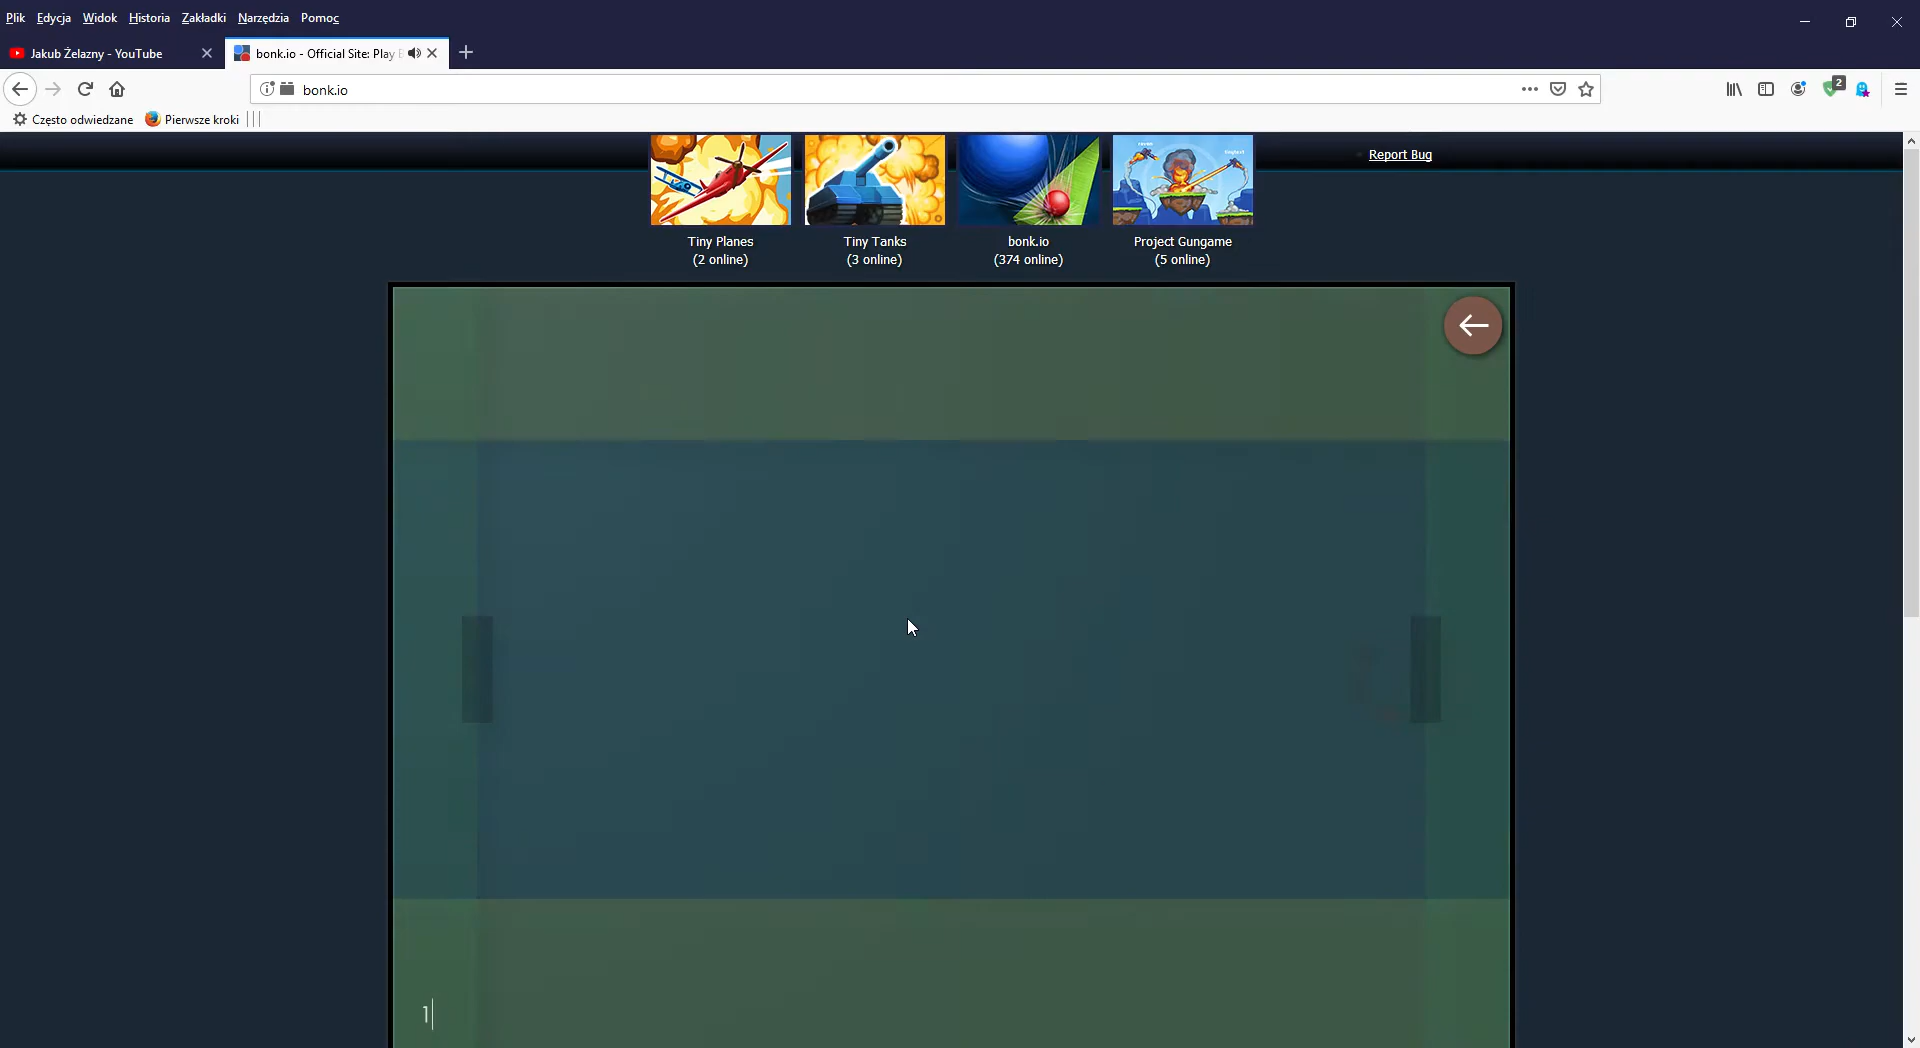 Plik Edycja Widok Historia Zakładki Narzędzia Pomoc
Jakub Żelazny - YouTube bonk.io - Official Site: Play
bonk.io
2
Często odwiedzane Pierwsze kroki
Report Bug
Tiny Planes Tiny Tanks bonk.io Project Gungame
(2 online) (3 online) (374 online) (5 online)
1